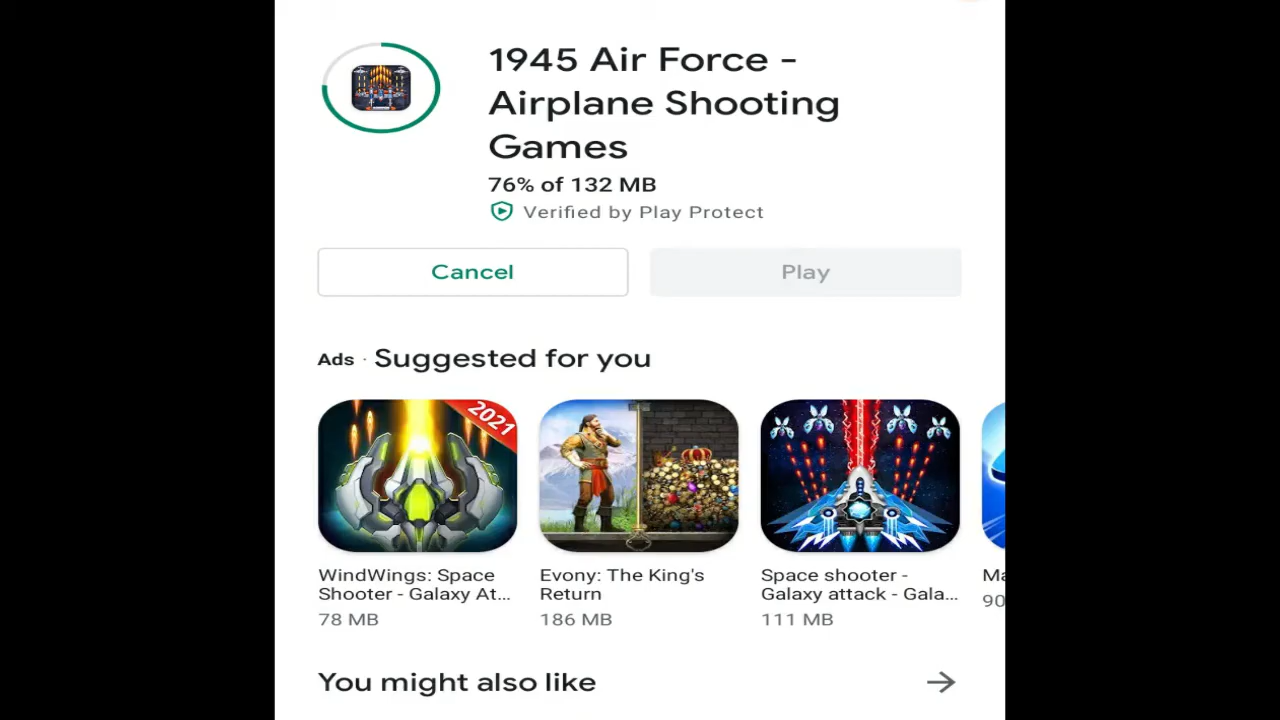 1945 Air Force -
Airplane Shooting
Games
76% of 132 MB
Verified by Play Protect
Cancel
Play
Ads · Suggested for you
2021
WindWings: Space
Shooter - Galaxy At...
78 MB
Evony: The King's
Return
186 MB
Space shooter -
Galaxy attack - Gala...
111 MB
Ma
90
You might also like